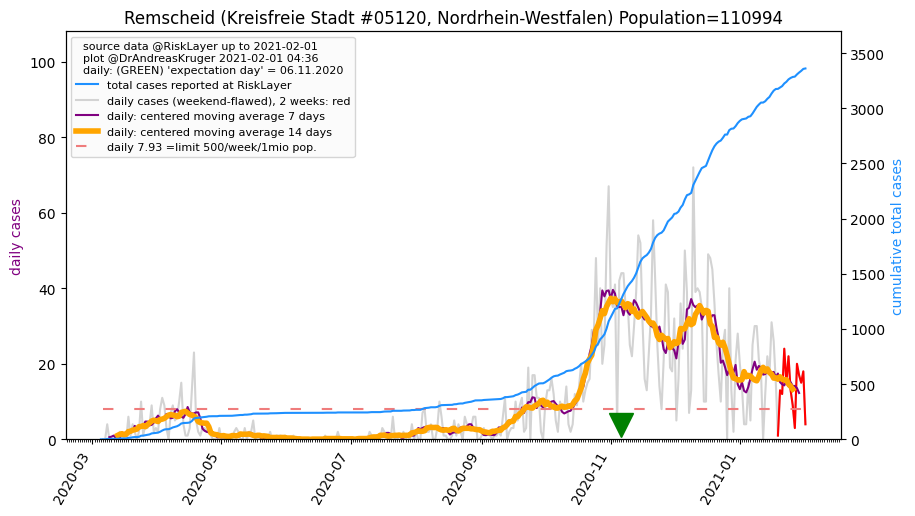 Remscheid (Kreisfreie Stadt #05120, Nordrhein-Westfalen) Population=110994
source data @RiskLayer up to 2021-02-01
plot @DrAndreasKruger 2021-02-01 04:36
daily: (GREEN) 'expectation day' = 06.11.2020
total cases reported at RiskLayer
daily cases (weekend-flawed), 2 weeks: red
daily: centered moving average 7 days
daily: centered moving average 14 days
daily 7.93 =limit 500/week/1mio pop.
daily cases
100
80
60
40
20
0
cumulative total cases
3500
3000
2500
2000
1500
1000
500
0
2020-03
2020-05
2020-07
2020-09
2020-11
2021-01